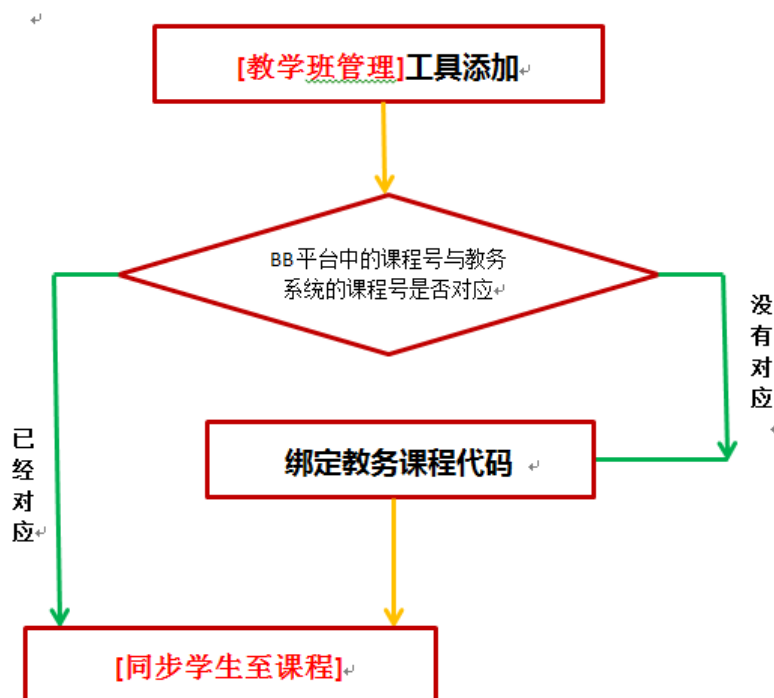 [教学班管理]工具添加
BB平台中的课程号与教务
系统的课程号是否对应
没有对应
绑定教务课程代码
已经对应
[同步学生至课程]